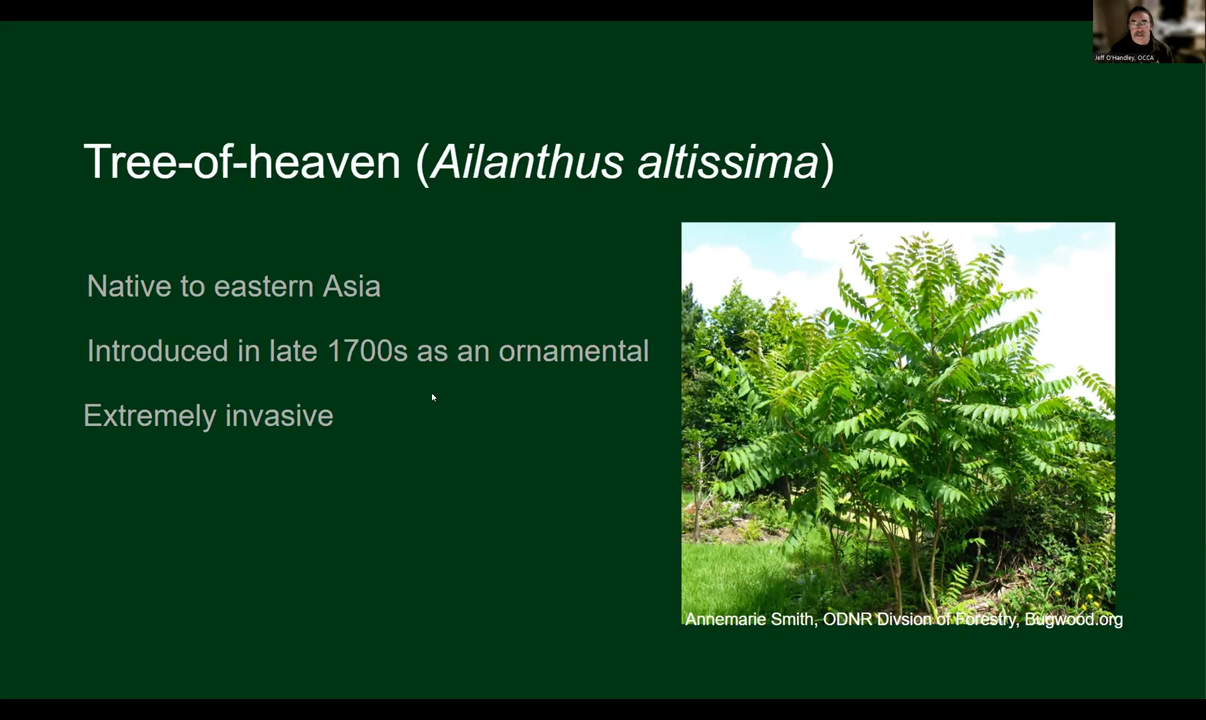 Jeff O'Handley, OCCA
Tree-of-heaven (Ailanthus altissima)
Native to eastern Asia
Introduced in late 1700s as an ornamental
Extremely invasive
Annemarie Smith, ODNR Divsion of Forestry, Bugwood.org